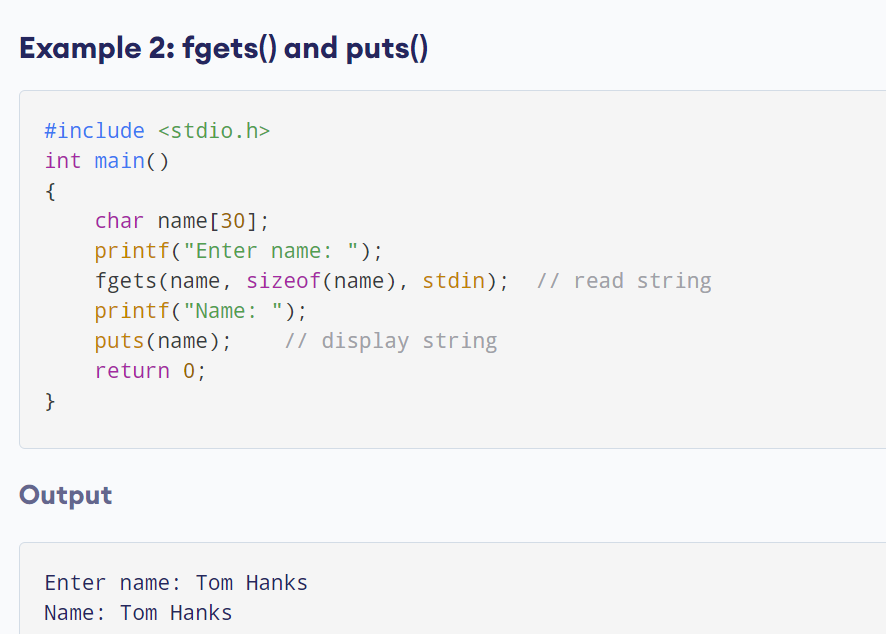 Example 2: fgets() and puts()
#include <stdio.h>
int main()
{
    char name[30];
    printf("Enter name: ");
    fgets(name, sizeof(name), stdin);  // read string
    printf("Name: ");
    puts(name);    // display string
    return 0;
}
Output
Enter name: Tom Hanks
Name: Tom Hanks